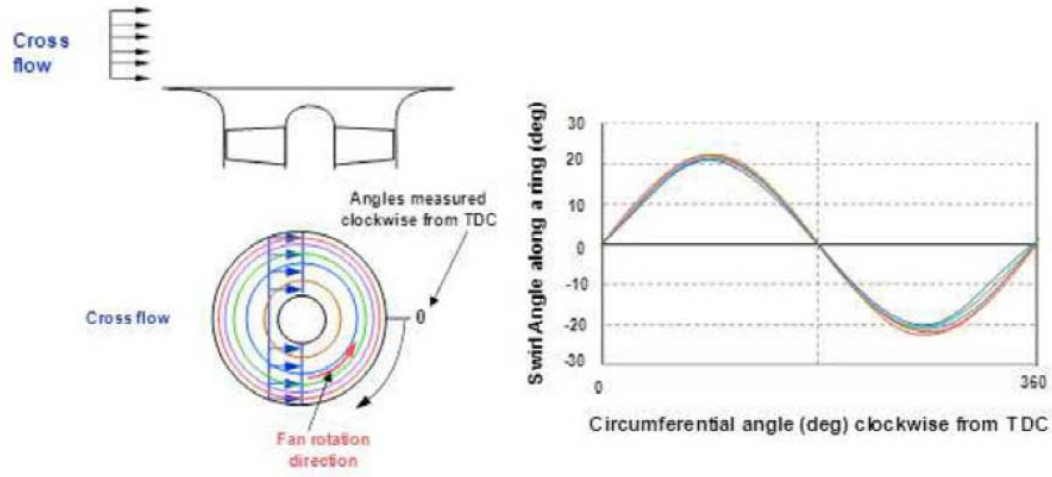 Cross
flow
Angles measured
clockwise from TDC
Cross flow
0
Fan rotation
direction
Swirl Angle along a ring (deg)
30
20
10
0
-10
-20
-30
0
360
Circumferential angle (deg) clockwise from TDC